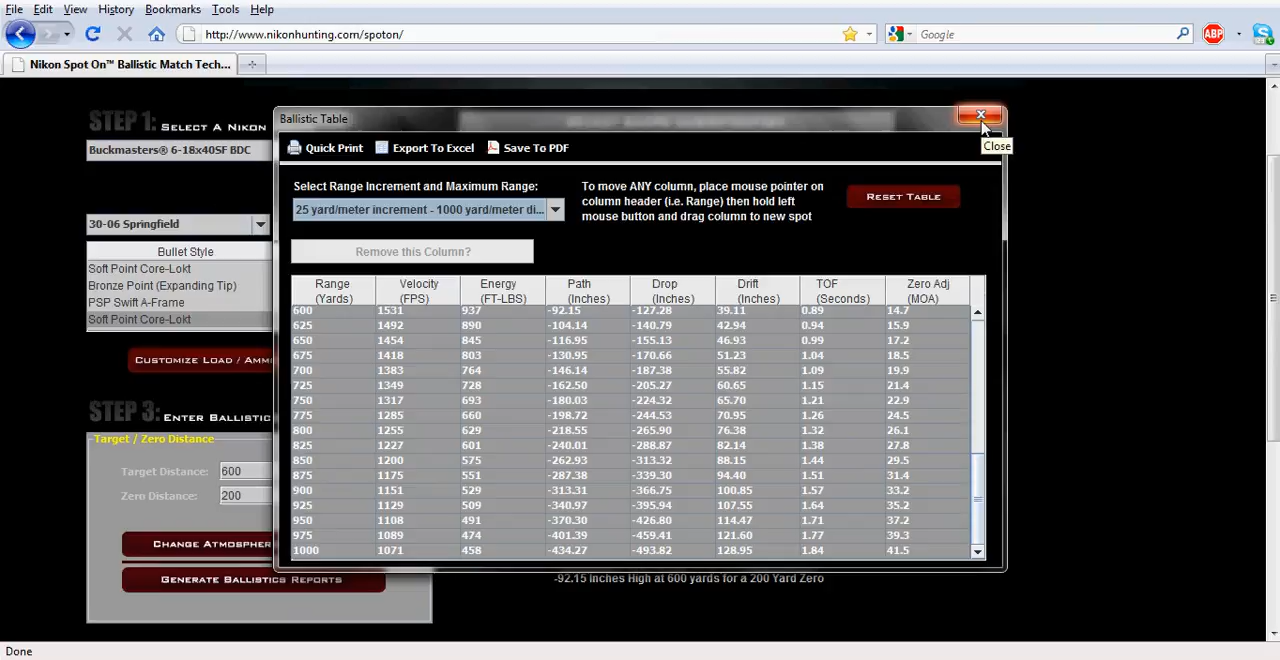 File Edit View History Bookmarks Tools Help
http://www.nikonhunting.com/spoton/
Google
ABP
Nikon Spot On™ Ballistic Match Tech...
STEP 1: SELECT A NIKON
Buckmasters® 6-18x40SF BDC
30-06 Springfield
Bullet Style
Soft Point Core-Lokt
Bronze Point (Expanding Tip)
PSP Swift A-Frame
Soft Point Core-Lokt
CUSTOMIZE LOAD / AMM
STEP 3: ENTER BALLISTIC
Target / Zero Distance
Target Distance: 600
Zero Distance: 200
CHANGE ATMOSPHER
GENERATE BALLISTICS REPORTS
Ballistic Table
Close
Quick Print Export To Excel Save To PDF
Select Range Increment and Maximum Range:
25 yard/meter increment - 1000 yard/meter di...
To move ANY column, place mouse pointer on
column header (i.e. Range) then hold left
mouse button and drag column to new spot
RESET TABLE
Remove this Column?
Range Velocity Energy Path Drop Drift TOF Zero Adj
(Yards) (FPS) (FT-LBS) (Inches) (Inches) (Inches) (Seconds) (MOA)
600 1531 937 -92.15 -127.28 39.11 0.89 14.7
625 1492 890 -104.14 -140.79 42.94 0.94 15.9
650 1454 845 -116.95 -155.13 46.93 0.99 17.2
675 1418 803 -130.95 -170.66 51.23 1.04 18.5
700 1383 764 -146.14 -187.38 55.82 1.09 19.9
725 1349 728 -162.50 -205.27 60.65 1.15 21.4
750 1317 693 -180.03 -224.32 65.70 1.21 22.9
775 1285 660 -198.72 -244.53 70.95 1.26 24.5
800 1255 629 -218.55 -265.90 76.38 1.32 26.1
825 1227 601 -240.01 -288.87 82.14 1.38 27.8
850 1200 575 -262.93 -313.32 88.15 1.44 29.5
875 1175 551 -287.38 -339.30 94.40 1.51 31.4
900 1151 529 -313.31 -366.75 100.85 1.57 33.2
925 1129 509 -340.97 -395.94 107.55 1.64 35.2
950 1108 491 -370.30 -426.80 114.47 1.71 37.2
975 1089 474 -401.39 -459.41 121.60 1.77 39.3
1000 1071 458 -434.27 -493.82 128.95 1.84 41.5
-92.15 Inches High at 600 yards for a 200 Yard Zero
Done